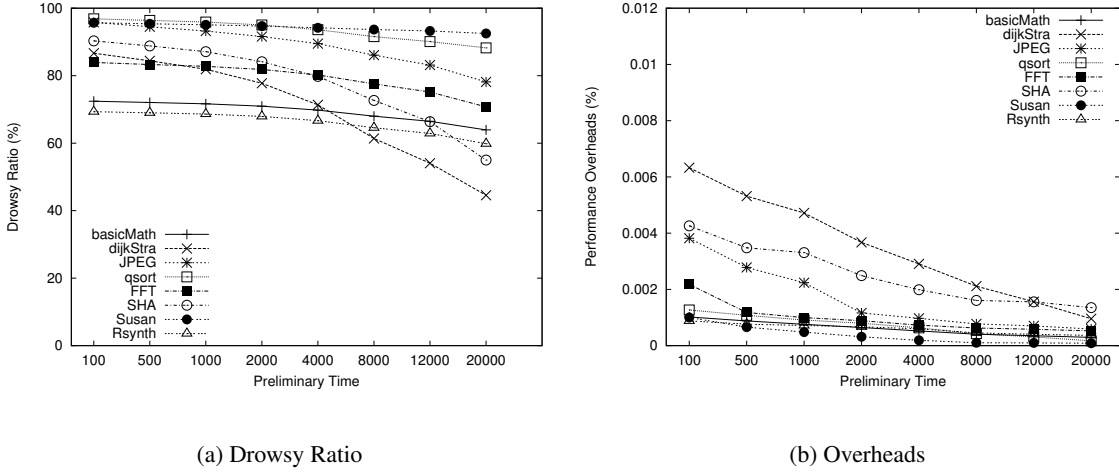 100
80
60
40
20
0
Drowsy Ratio (%)
basicMath
dijkStra
JPEG
qsort
FFT
SHA
Susan
Rsynth
100 500 1000 2000 4000 8000 12000 20000
Preliminary Time
(a) Drowsy Ratio
0.012
0.01
0.008
0.006
0.004
0.002
0
Performance Overheads (%)
basicMath
dijkStra
JPEG
qsort
FFT
SHA
Susan
Rsynth
100 500 1000 2000 4000 8000 12000 20000
Preliminary Time
(b) Overheads